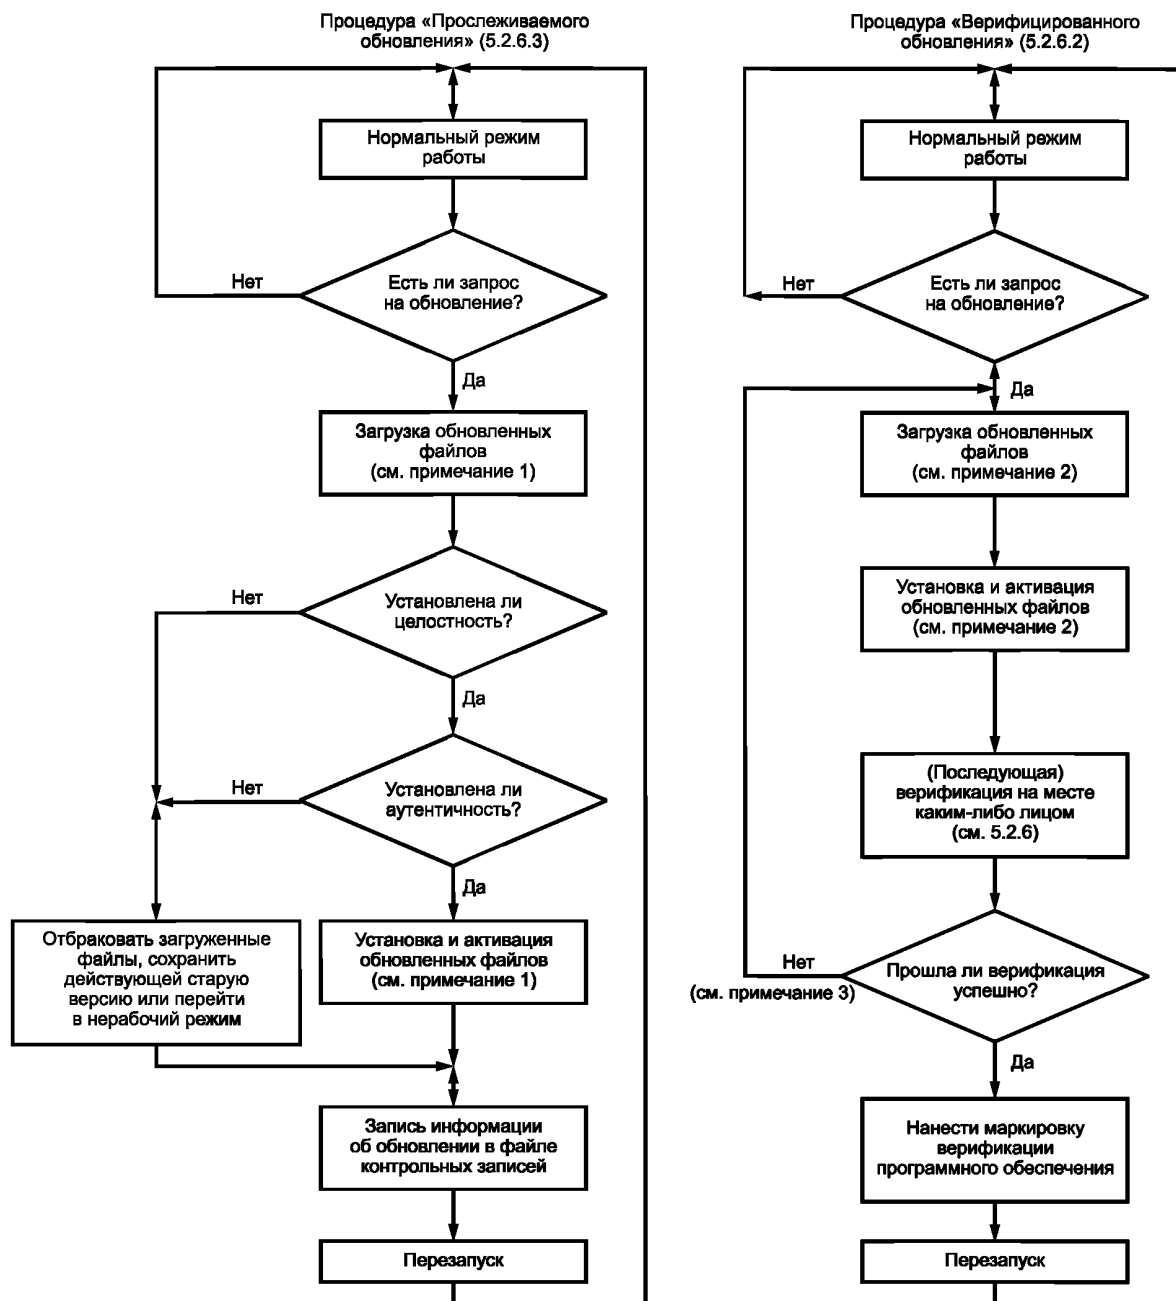 Процедура «Прослеживаемого
обновления» (5.2.6.3)
Нормальный режим
работы
Есть ли запрос
на обновление?
Нет
Да
Загрузка обновленных
файлов
(см. примечание 1)
Установлена ли
целостность?
Нет
Да
Установлена ли
аутентичность?
Нет
Да
Отбраковать загруженные
файлы, сохранить
действующей старую
версию или перейти
в нерабочий режим
Установка и активация
обновленных файлов
(см. примечание 1)
Запись информации
об обновлении в файле
контрольных записей
Перезапуск
Процедура «Верифицированного
обновления» (5.2.6.2)
Нормальный режим
работы
Есть ли запрос
на обновление?
Нет
Да
Загрузка обновленных
файлов
(см. примечание 2)
Установка и активация
обновленных файлов
(см. примечание 2)
(Последующая)
верификация на месте
каким-либо лицом
(см. 5.2.6)
Прошла ли верификация
успешно?
Нет
(см. примечание 3)
Да
Нанести маркировку
верификации
программного обеспечения
Перезапуск